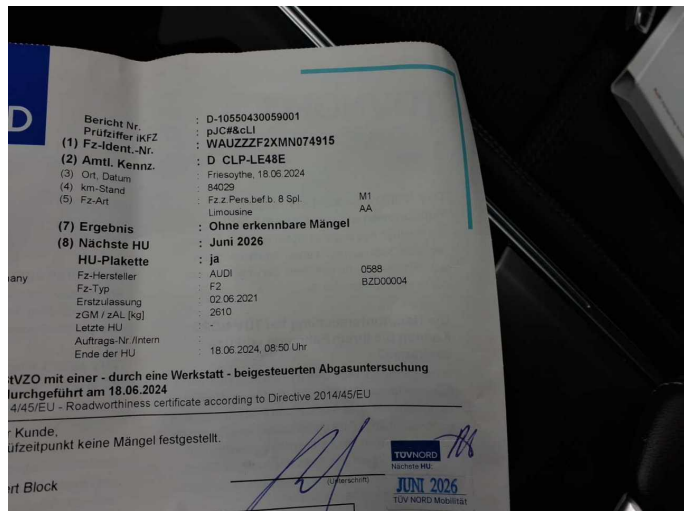 D
Bericht Nr. : D-10550430059001
Prüfziffer iKFZ : pJC#&cLI
(1) Fz-Ident.-Nr. : WAUZZZF2XMN074915
(2) Amtl. Kennz. : D CLP-LE48E
(3) Ort, Datum : Friesoythe, 18.06.2024
(4) km-Stand : 84029
(5) Fz-Art : Fz.z.Pers.bef.b. 8 Spl. M1
Limousine AA
(7) Ergebnis : Ohne erkennbare Mängel
(8) Nächste HU : Juni 2026
HU-Plakette : ja
Fz-Hersteller : AUDI 0588
many Fz-Typ : F2 BZD00004
Erstzulassung : 02.06.2021
zGM / zAL [kg] : 2610
Letzte HU : -
Auftrags-Nr./Intern :
Ende der HU : 18.06.2024, 08:50 Uhr
StVZO mit einer - durch eine Werkstatt - beigesteuerten Abgasuntersuchung
durchgeführt am 18.06.2024
4/45/EU - Roadworthiness certificate according to Directive 2014/45/EU
r Kunde,
üfzeitpunkt keine Mängel festgestellt.
(Unterschrift)
ert Block
TÜVNORD
Nächste HU:
JUNI 2026
TÜV NORD Mobilität